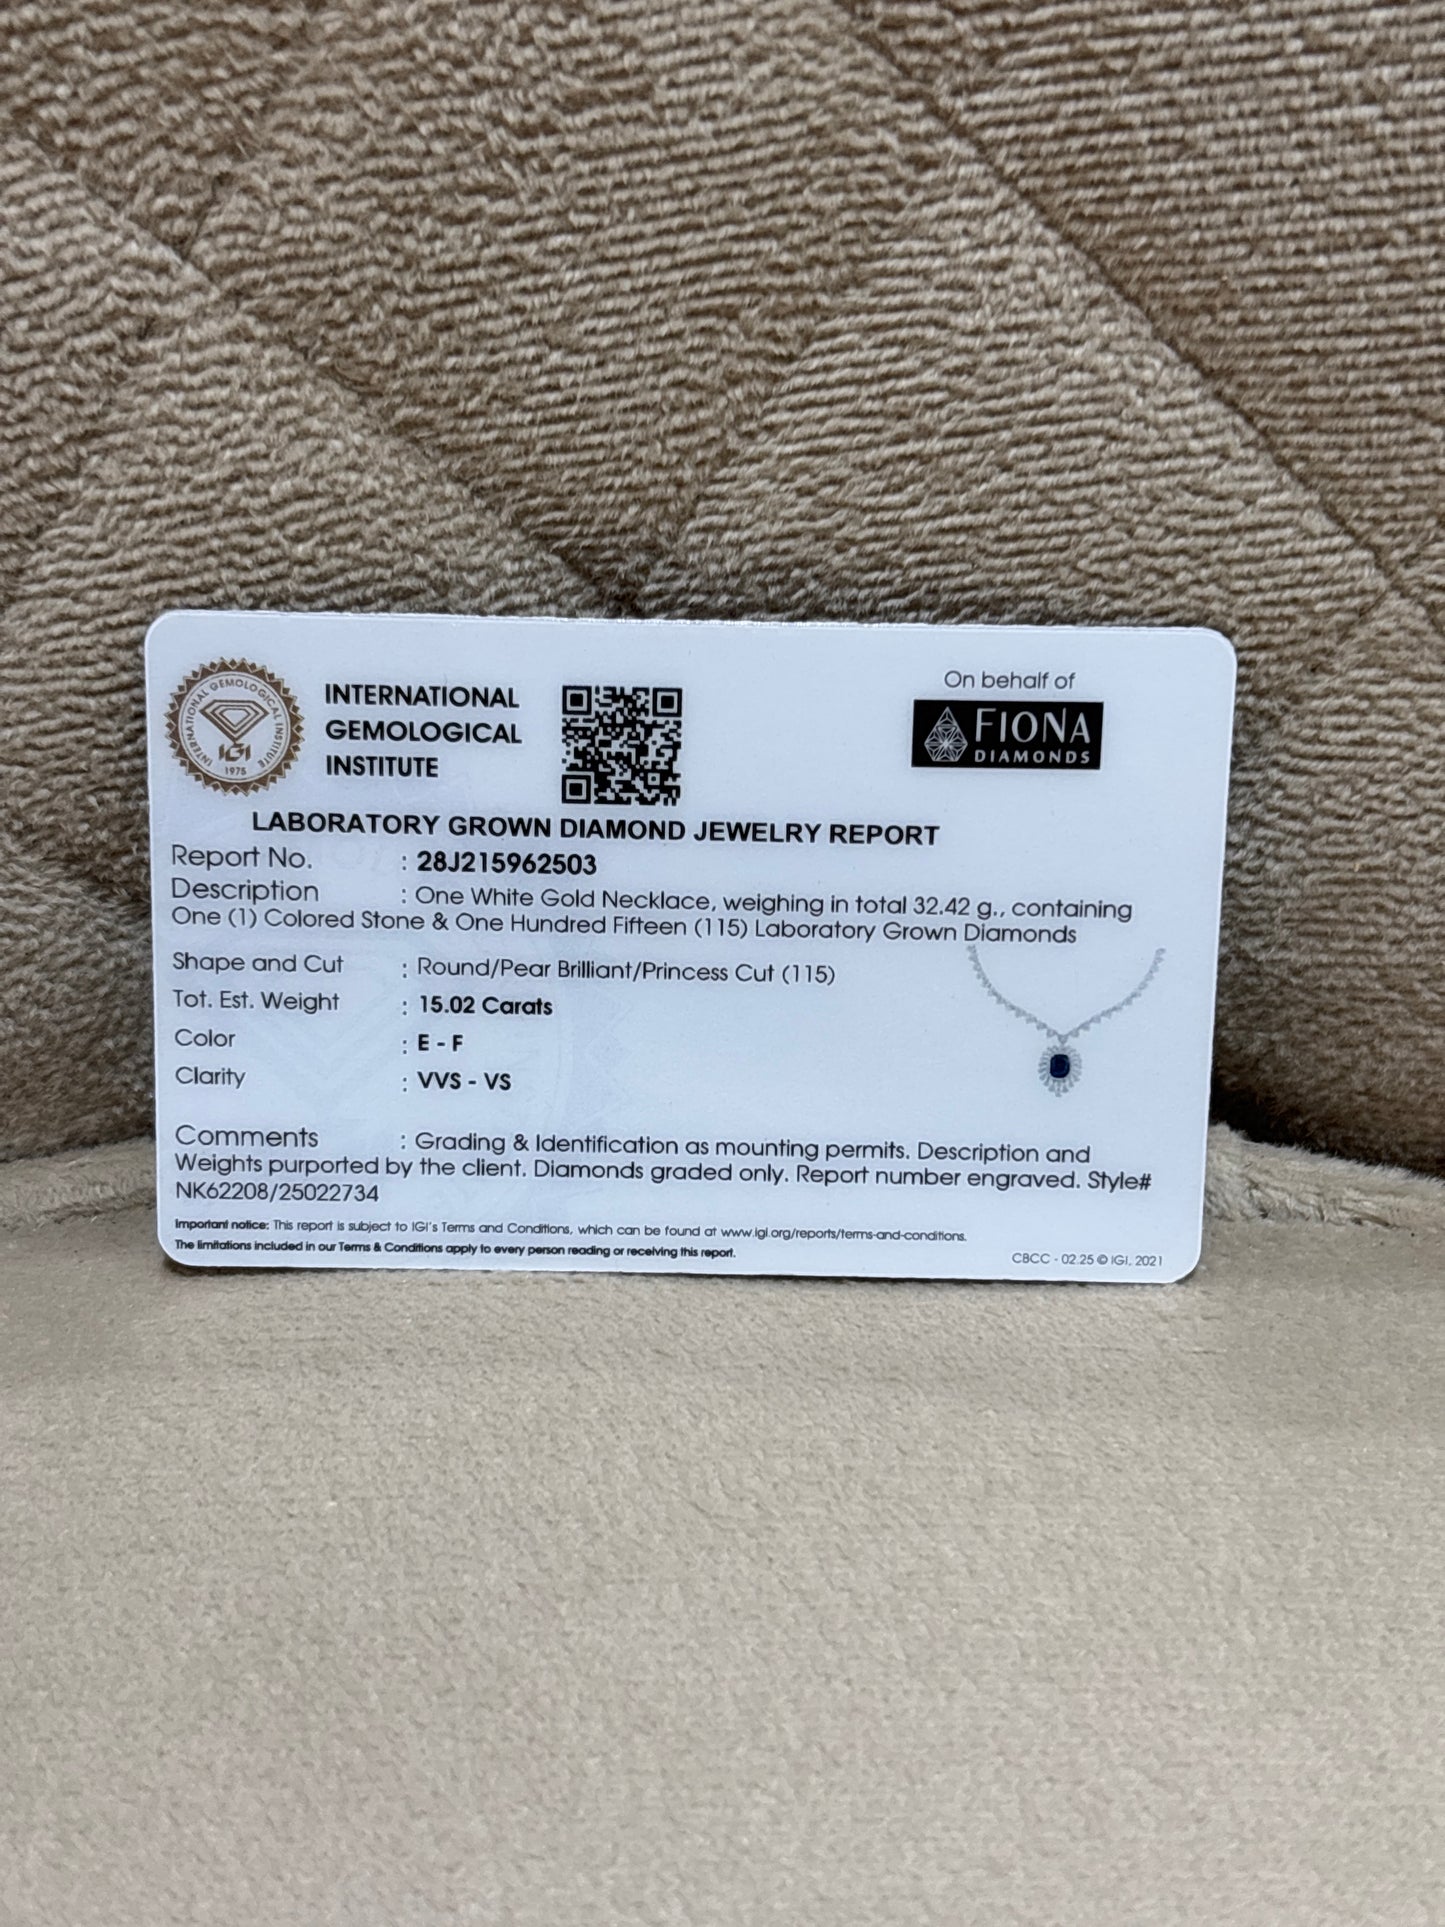 INTERNATIONAL GEMOLOGICAL INSTITUTE
IGI
1975
INTERNATIONAL
GEMOLOGICAL
INSTITUTE
On behalf of
FIONA
DIAMONDS
LABORATORY GROWN DIAMOND JEWELRY REPORT
Report No. : 28J215962503
Description : One White Gold Necklace, weighing in total 32.42 g., containing
One (1) Colored Stone & One Hundred Fifteen (115) Laboratory Grown Diamonds
Shape and Cut : Round/Pear Brilliant/Princess Cut (115)
Tot. Est. Weight : 15.02 Carats
Color : E - F
Clarity : VVS - VS
Comments : Grading & Identification as mounting permits. Description and
Weights purported by the client. Diamonds graded only. Report number engraved. Style#
NK62208/25022734
Important notice: This report is subject to IGI's Terms and Conditions, which can be found at www.igi.org/reports/terms-and-conditions.
The limitations included in our Terms & Conditions apply to every person reading or receiving this report.
CBCC - 02.25 © IGI, 2021